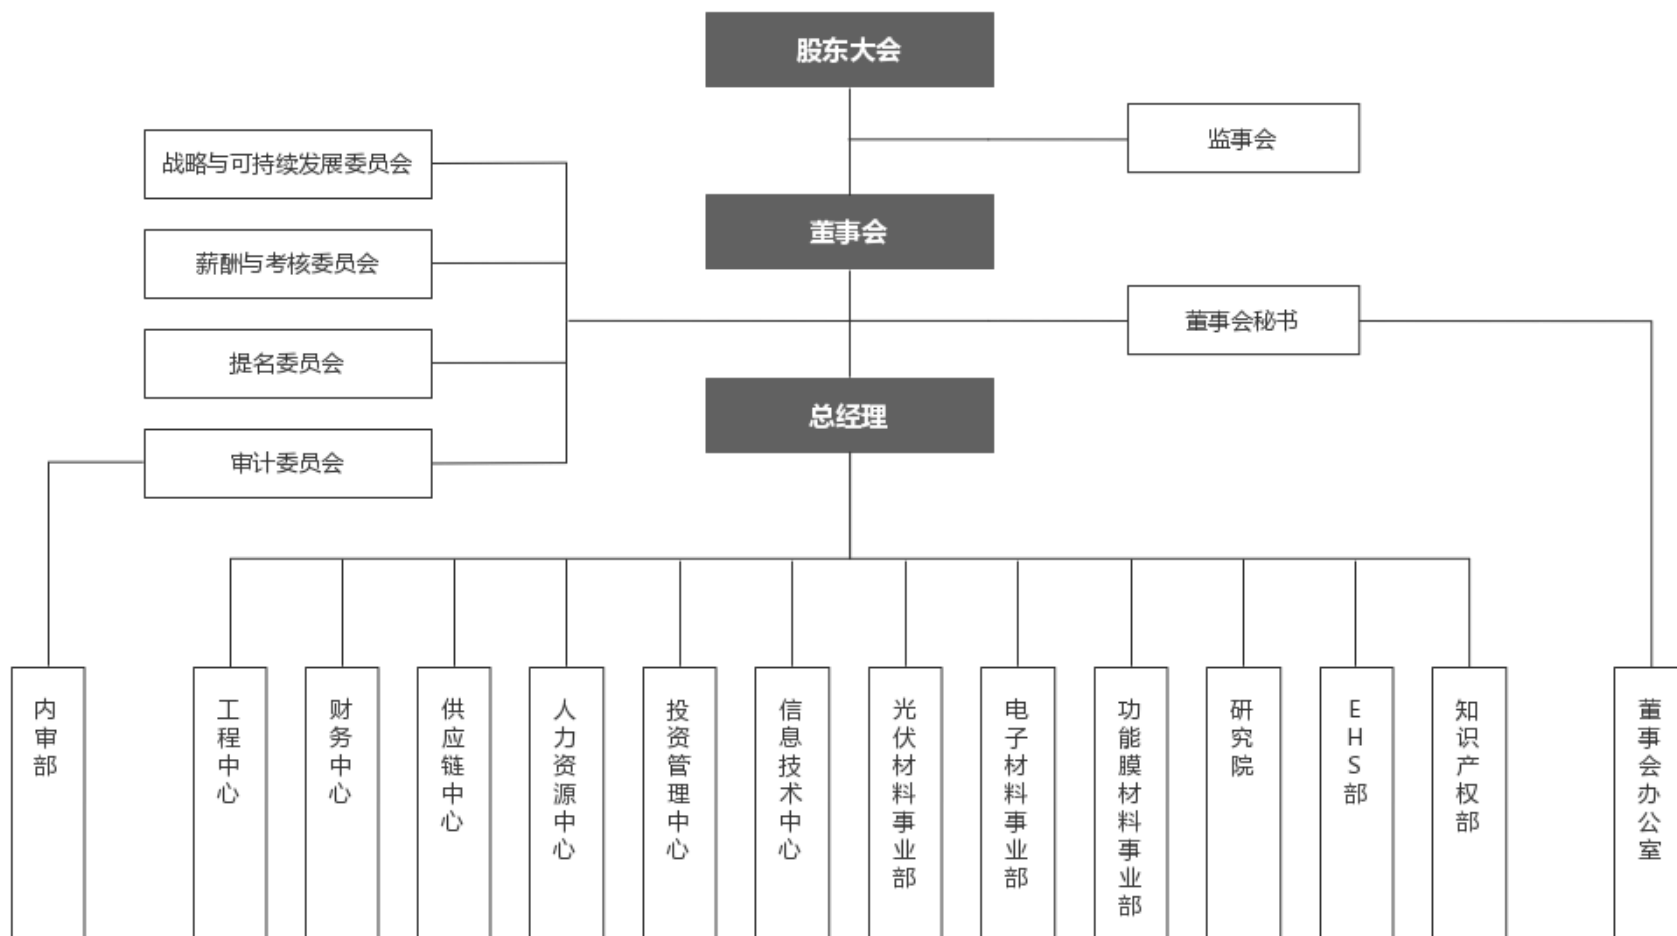 股东大会
监事会
战略与可持续发展委员会
董事会
薪酬与考核委员会
董事会秘书
提名委员会
总经理
审计委员会
内审部
工程中心
财务中心
供应链中心
人力资源中心
投资管理中心
信息技术中心
光伏材料事业部
电子材料事业部
功能膜材料事业部
研究院
EHS部
知识产权部
董事会办公室